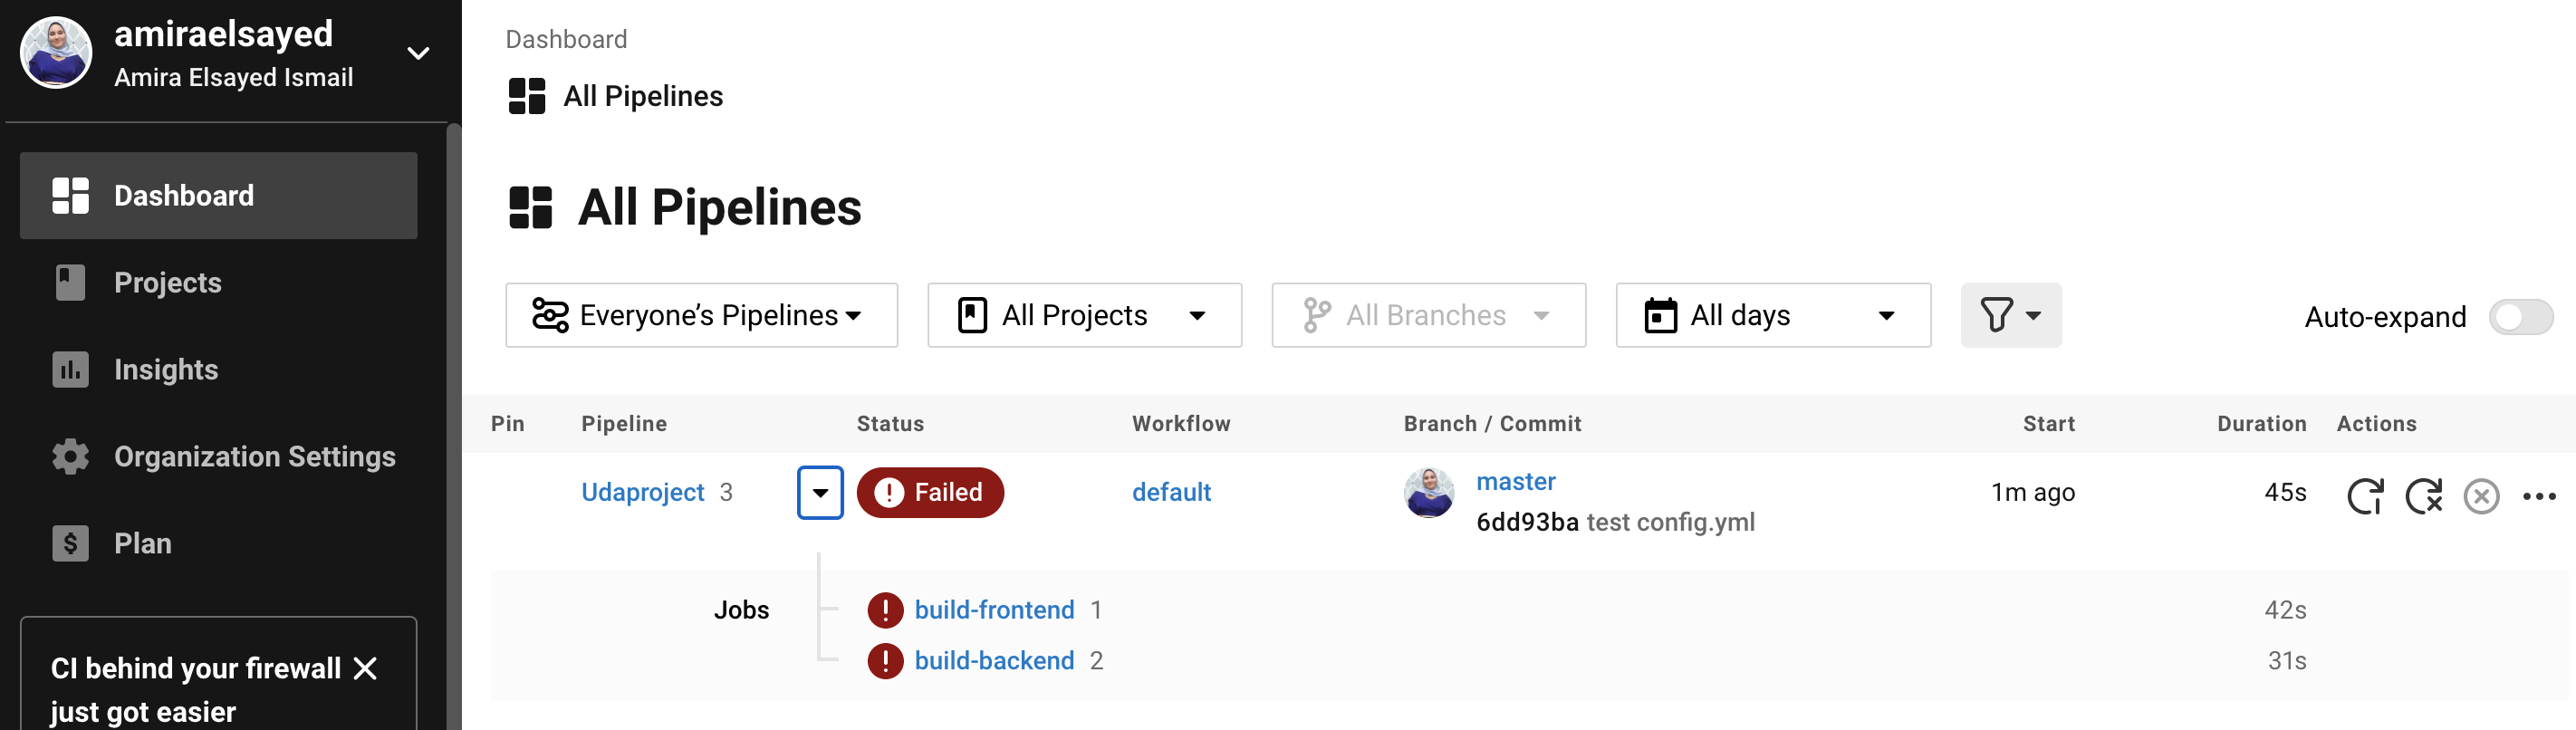 amiraelsayed
Amira Elsayed Ismail
Dashboard
Projects
Insights
Organization Settings
Plan
CI behind your firewall
just got easier
Dashboard
All Pipelines
All Pipelines
Everyone’s Pipelines
All Projects
All Branches
All days
Auto-expand
Pin Pipeline Status Workflow Branch / Commit Start Duration Actions
Udaproject 3 Failed default master 1m ago 45s
6dd93ba test config.yml
Jobs build-frontend 1 42s
build-backend 2 31s